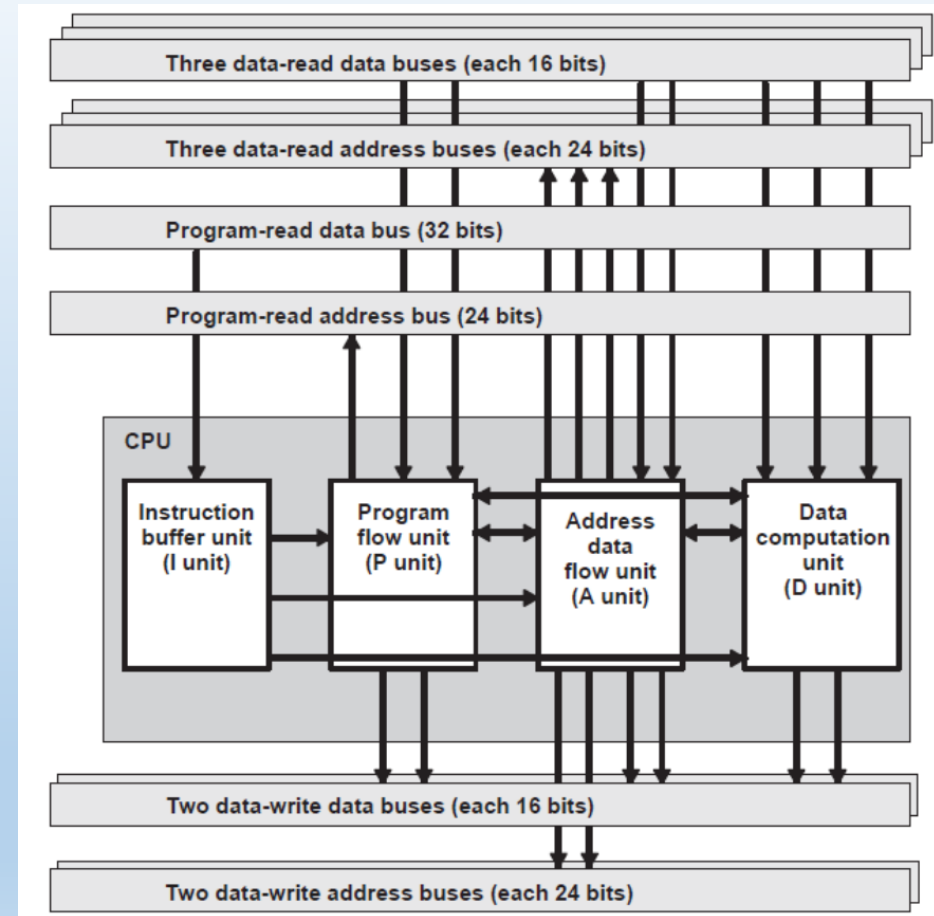 Three data-read data buses (each 16 bits)
Three data-read address buses (each 24 bits)
Program-read data bus (32 bits)
Program-read address bus (24 bits)
CPU
Instruction
buffer unit
(I unit)
Program
flow unit
(P unit)
Address
data
flow unit
(A unit)
Data
computation
unit
(D unit)
Two data-write data buses (each 16 bits)
Two data-write address buses (each 24 bits)